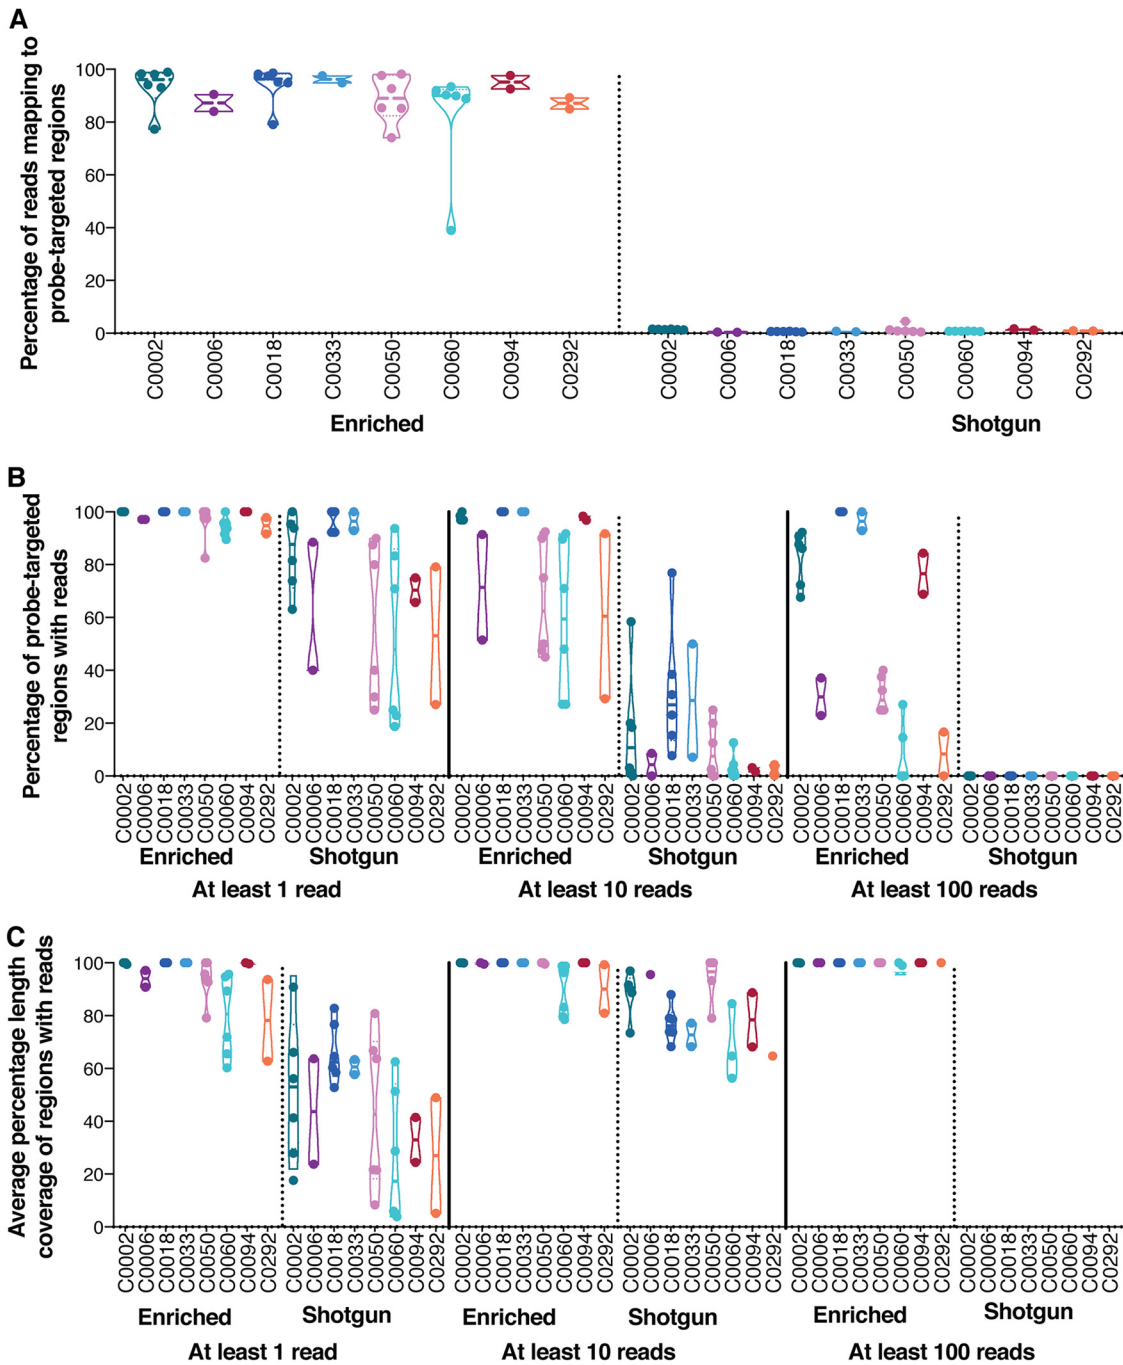 A
Percentage of reads mapping to
probe-targeted regions
100
80
60
40
20
0
C0002 C0006 C0018 C0033 C0050 C0060 C0094 C0292 C0002 C0006 C0018 C0033 C0050 C0060 C0094 C0292
Enriched Shotgun
B
Percentage of probe-targeted
regions with reads
100
80
60
40
20
0
C0002 C0006 C0018 C0033 C0050 C0060 C0094 C0292 C0002 C0006 C0018 C0033 C0050 C0060 C0094 C0292 C0002 C0006 C0018 C0033 C0050 C0060 C0094 C0292 C0002 C0006 C0018 C0033 C0050 C0060 C0094 C0292 C0002 C0006 C0018 C0033 C0050 C0060 C0094 C0292 C0002 C0006 C0018 C0033 C0050 C0060 C0094 C0292
Enriched Shotgun Enriched Shotgun Enriched Shotgun
At least 1 read At least 10 reads At least 100 reads
C
Average percentage length
coverage of regions with reads
100
80
60
40
20
0
C0002 C0006 C0018 C0033 C0050 C0060 C0094 C0292 C0002 C0006 C0018 C0033 C0050 C0060 C0094 C0292 C0002 C0006 C0018 C0033 C0050 C0060 C0094 C0292 C0002 C0006 C0018 C0033 C0050 C0060 C0094 C0292 C0002 C0006 C0018 C0033 C0050 C0060 C0094 C0292 C0002 C0006 C0018 C0033 C0050 C0060 C0094 C0292
Enriched Shotgun Enriched Shotgun Enriched Shotgun
At least 1 read At least 10 reads At least 100 reads